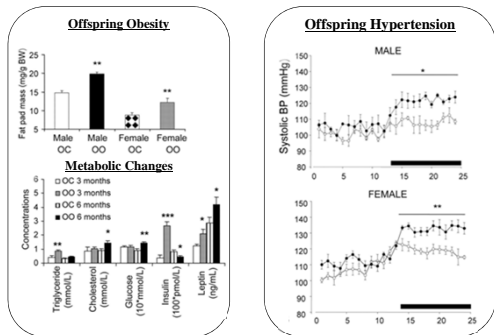 Offspring Obesity
Fat pad mass (mg/g BW)
25
20
15
10
5
**
**
Male Male Female Female
OC OO OC OO
Metabolic Changes
Concentrations
6
5
4
3
2
1
0
OC 3 months
OO 3 months
OC 6 months
OO 6 months
**
*
**
***
*
*
*
Triglyceride
(mmol/L)
Cholesterol
(mmol/L)
Glucose
(10*mmol/L)
Insulin
(100*pmol/L)
Leptin
(ng/mL)
Offspring Hypertension
MALE
Systolic BP (mmHg)
150
140
130
120
110
100
90
*
0 5 10 15 20 25
FEMALE
150
140
130
120
110
100
90
**
0 5 10 15 20 25